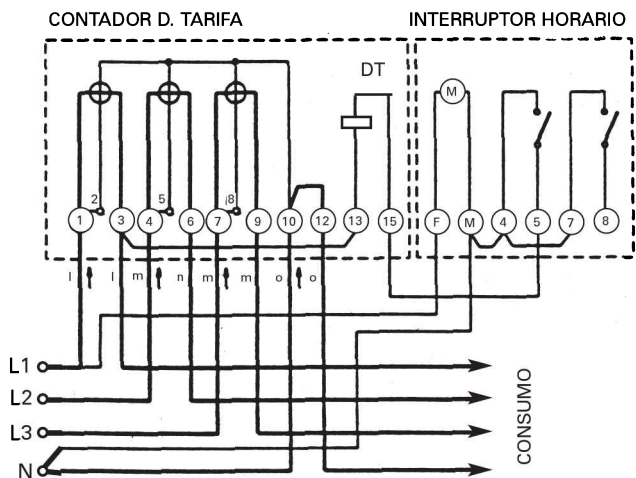 CONTADOR D. TARIFA
INTERRUPTOR HORARIO
DT
M
2
5
8
1
3
4
6
7
9
10
12
13
15
F
M
4
5
7
8
l
l
m
n
m
m
o
o
L1
L2
L3
N
CONSUMO